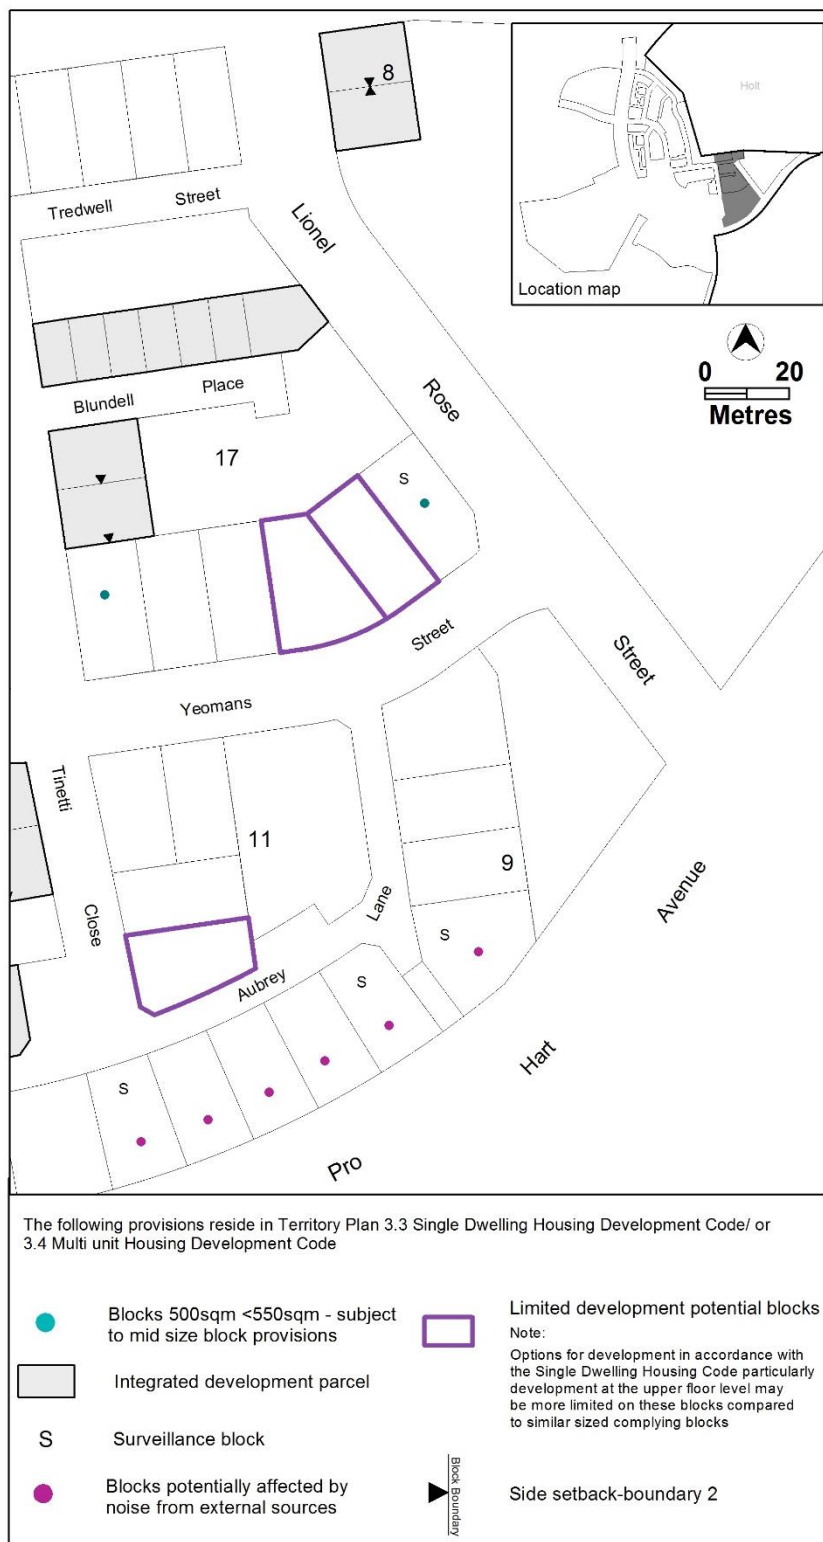 8
Holt
Location map
Tredwell Street
Lionel
Rose
Street
0 20
Metres
Blundell Place
17
S
Street
Yeomans
Tinetti
Close
11
9
Lane
Avenue
S
Aubrey
S
S
Hart
Pro
The following provisions reside in Territory Plan 3.3 Single Dwelling Housing Development Code/ or
3.4 Multi unit Housing Development Code
Blocks 500sqm <550sqm - subject
to mid size block provisions
Integrated development parcel
S Surveillance block
Blocks potentially affected by
noise from external sources
Limited development potential blocks
Note:
Options for development in accordance with
the Single Dwelling Housing Code particularly
development at the upper floor level may
be more limited on these blocks compared
to similar sized complying blocks
Block Boundary
Side setback-boundary 2